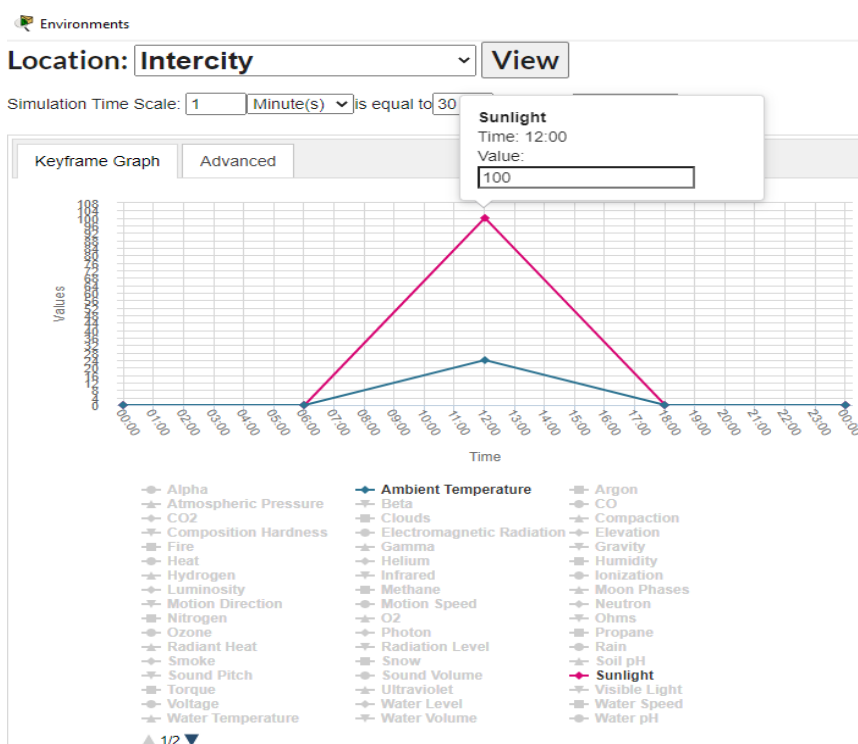 Environments
Location: Intercity View
Simulation Time Scale: 1 Minute(s) is equal to 30
Sunlight
Time: 12:00
Value:
100
Keyframe Graph Advanced
108
104
100
96
92
88
84
80
76
72
68
64
60
56
52
48
44
40
36
32
28
24
20
16
12
8
4
0
Values
00:00 01:00 02:00 03:00 04:00 05:00 06:00 07:00 08:00 09:00 10:00 11:00 12:00 13:00 14:00 15:00 16:00 17:00 18:00 19:00 20:00 21:00 22:00 23:00 00:00
Time
Alpha Ambient Temperature Argon
Atmospheric Pressure Beta CO
CO2 Clouds Compaction
Composition Hardness Electromagnetic Radiation Elevation
Fire Gamma Gravity
Heat Helium Humidity
Hydrogen Infrared Ionization
Luminosity Methane Moon Phases
Motion Direction Motion Speed Neutron
Nitrogen O2 Ohms
Ozone Photon Propane
Radiant Heat Radiation Level Rain
Smoke Snow Soil pH
Sound Pitch Sound Volume Sunlight
Torque Ultraviolet Visible Light
Voltage Water Level Water Speed
Water Temperature Water Volume Water pH
1/2